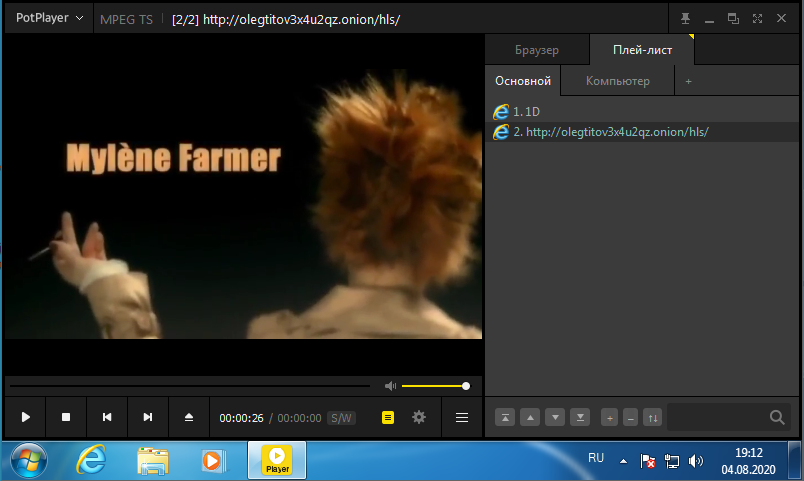 PotPlayer
MPEG TS
[2/2] http://olegtitov3x4u2qz.onion/hls/
Mylène Farmer
Браузер
Плей-лист
Основной
Компьютер
+
1. 1D
2. http://olegtitov3x4u2qz.onion/hls/
00:00:26 / 00:00:00 S/W
Player
RU
19:12
04.08.2020